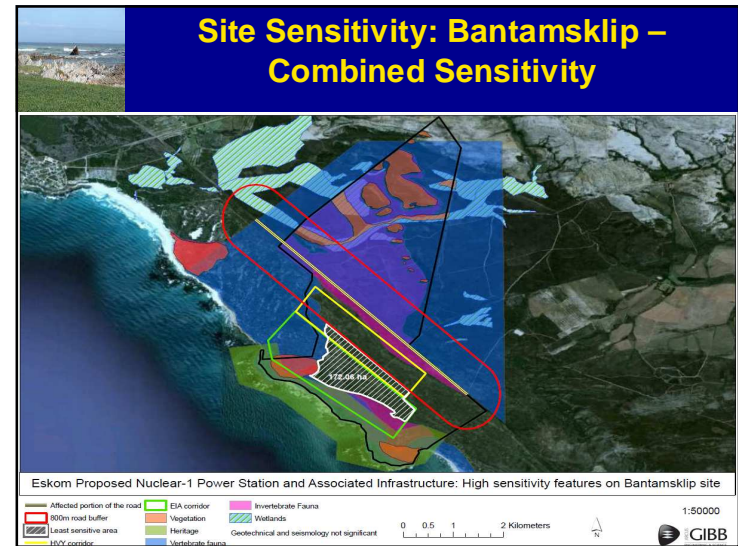 Site Sensitivity: Bantamsklip –
Combined Sensitivity
172.06 ha
Eskom Proposed Nuclear-1 Power Station and Associated Infrastructure: High sensitivity features on Bantamsklip site
Affected portion of the road
800m road buffer
Least sensitive area
HVY corridor
EIA corridor
Vegetation
Heritage
Vertebrate fauna
Invertebrate Fauna
Wetlands
Geotechnical and seismology not significant
0 0.5 1 2 Kilometers
N
1:50000
GIBB